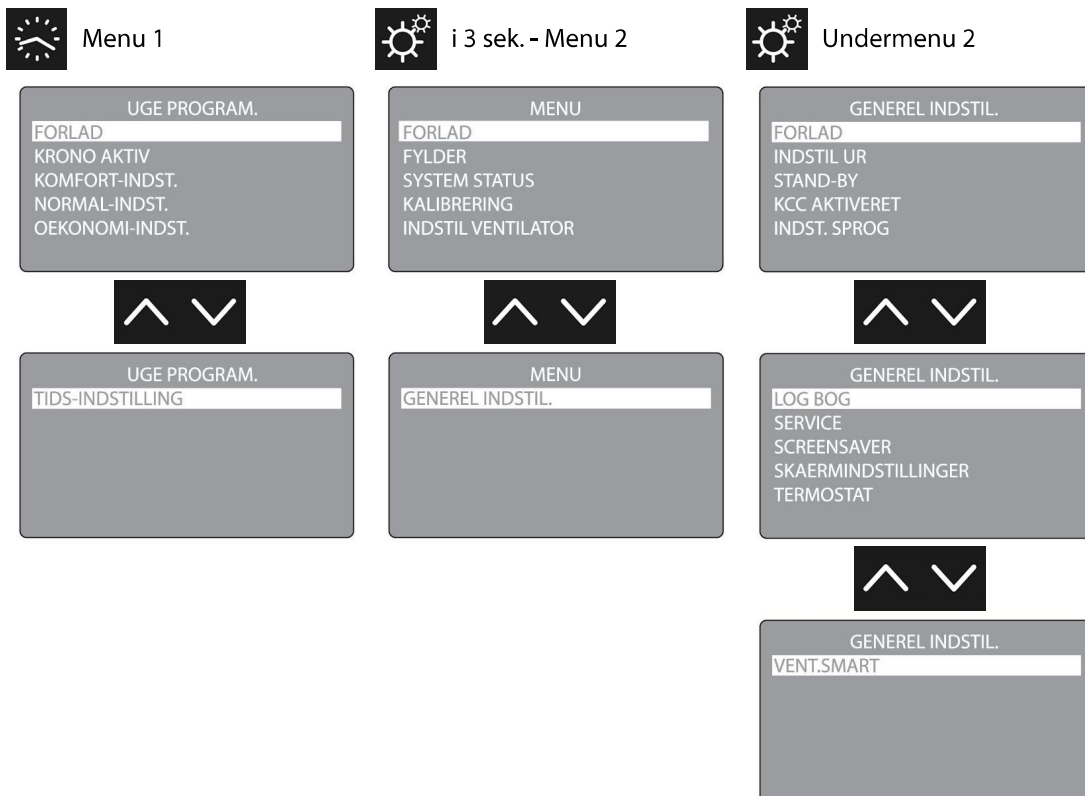 Menu 1
UGE PROGRAM.
FORLAD
KRONO AKTIV
KOMFORT-INDST.
NORMAL-INDST.
OEKONOMI-INDST.
UGE PROGRAM.
TIDS-INDSTILLING
i 3 sek. - Menu 2
MENU
FORLAD
FYLDER
SYSTEM STATUS
KALIBRERING
INDSTIL VENTILATOR
MENU
GENEREL INDSTIL.
Undermenu 2
GENEREL INDSTIL.
FORLAD
INDSTIL UR
STAND-BY
KCC AKTIVERET
INDST. SPROG
GENEREL INDSTIL.
LOG BOG
SERVICE
SCREENSAVER
SKAERMINDSTILLINGER
TERMOSTAT
GENEREL INDSTIL.
VENT.SMART